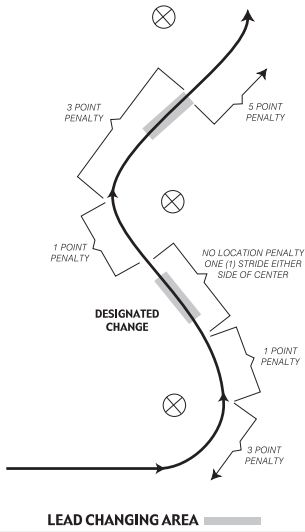 3 POINT
PENALTY
5 POINT
PENALTY
1 POINT
PENALTY
NO LOCATION PENALTY
ONE (1) STRIDE EITHER
SIDE OF CENTER
DESIGNATED
CHANGE
1 POINT
PENALTY
3 POINT
PENALTY
LEAD CHANGING AREA